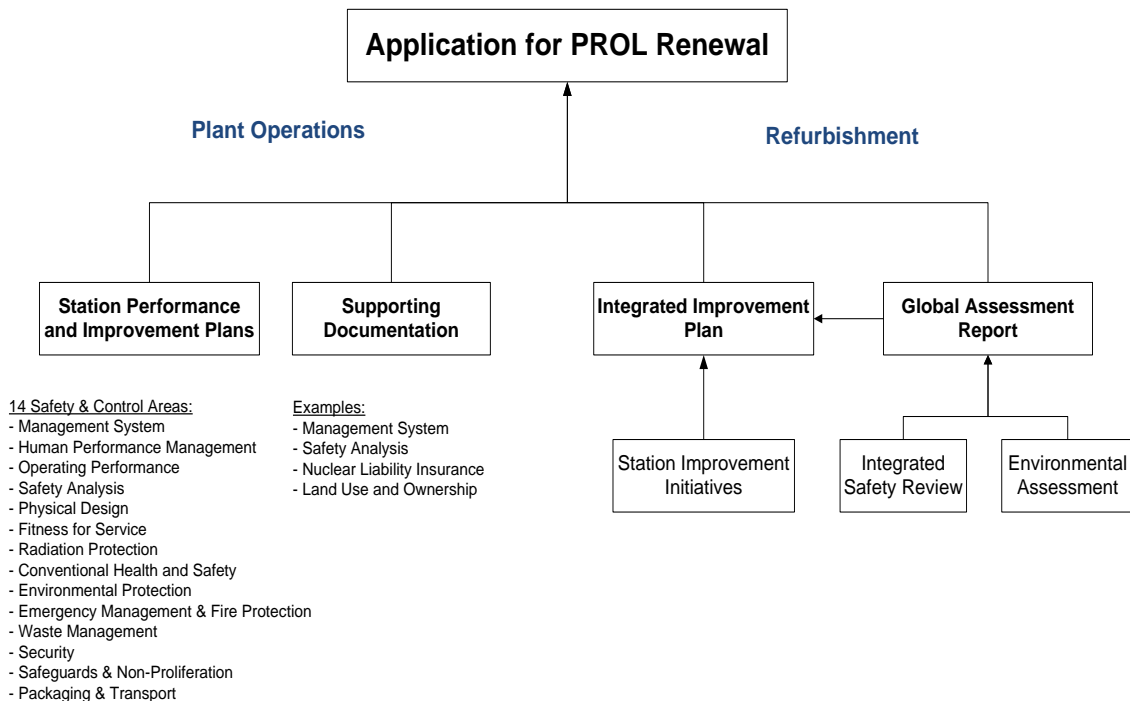 Application for PROL Renewal
Plant Operations
Refurbishment
Station Performance
and Improvement Plans
Supporting
Documentation
Integrated Improvement
Plan
Global Assessment
Report
14 Safety & Control Areas:
- Management System
- Human Performance Management
- Operating Performance
- Safety Analysis
- Physical Design
- Fitness for Service
- Radiation Protection
- Conventional Health and Safety
- Environmental Protection
- Emergency Management & Fire Protection
- Waste Management
- Security
- Safeguards & Non-Proliferation
- Packaging & Transport
Examples:
- Management System
- Safety Analysis
- Nuclear Liability Insurance
- Land Use and Ownership
Station Improvement
Initiatives
Integrated
Safety Review
Environmental
Assessment